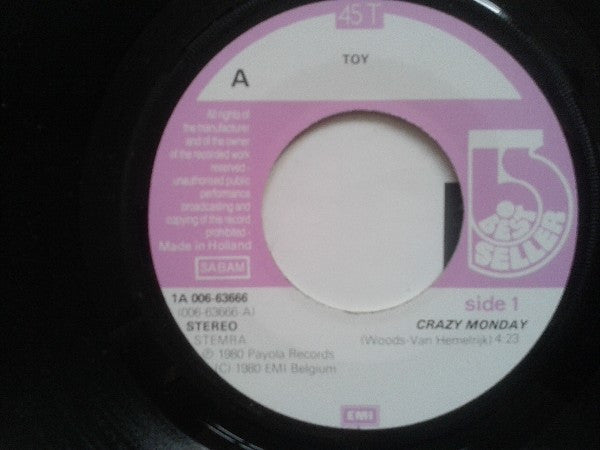 45 T
TOY
A
All rights of
the manufacturer
and of the owner
of the recorded work
reserved -
unauthorised public
performance
broadcasting and
copying of this record
prohibited -
Made in Holland
SABAM
BEST
SELLER
1A 006-63666
(006-63666-A)
STEREO
STEMRA
℗ 1980 Payola Records
(C) 1980 EMI Belgium
side 1
CRAZY MONDAY
(Woods-Van Hemelrijk) 4.23
EMI